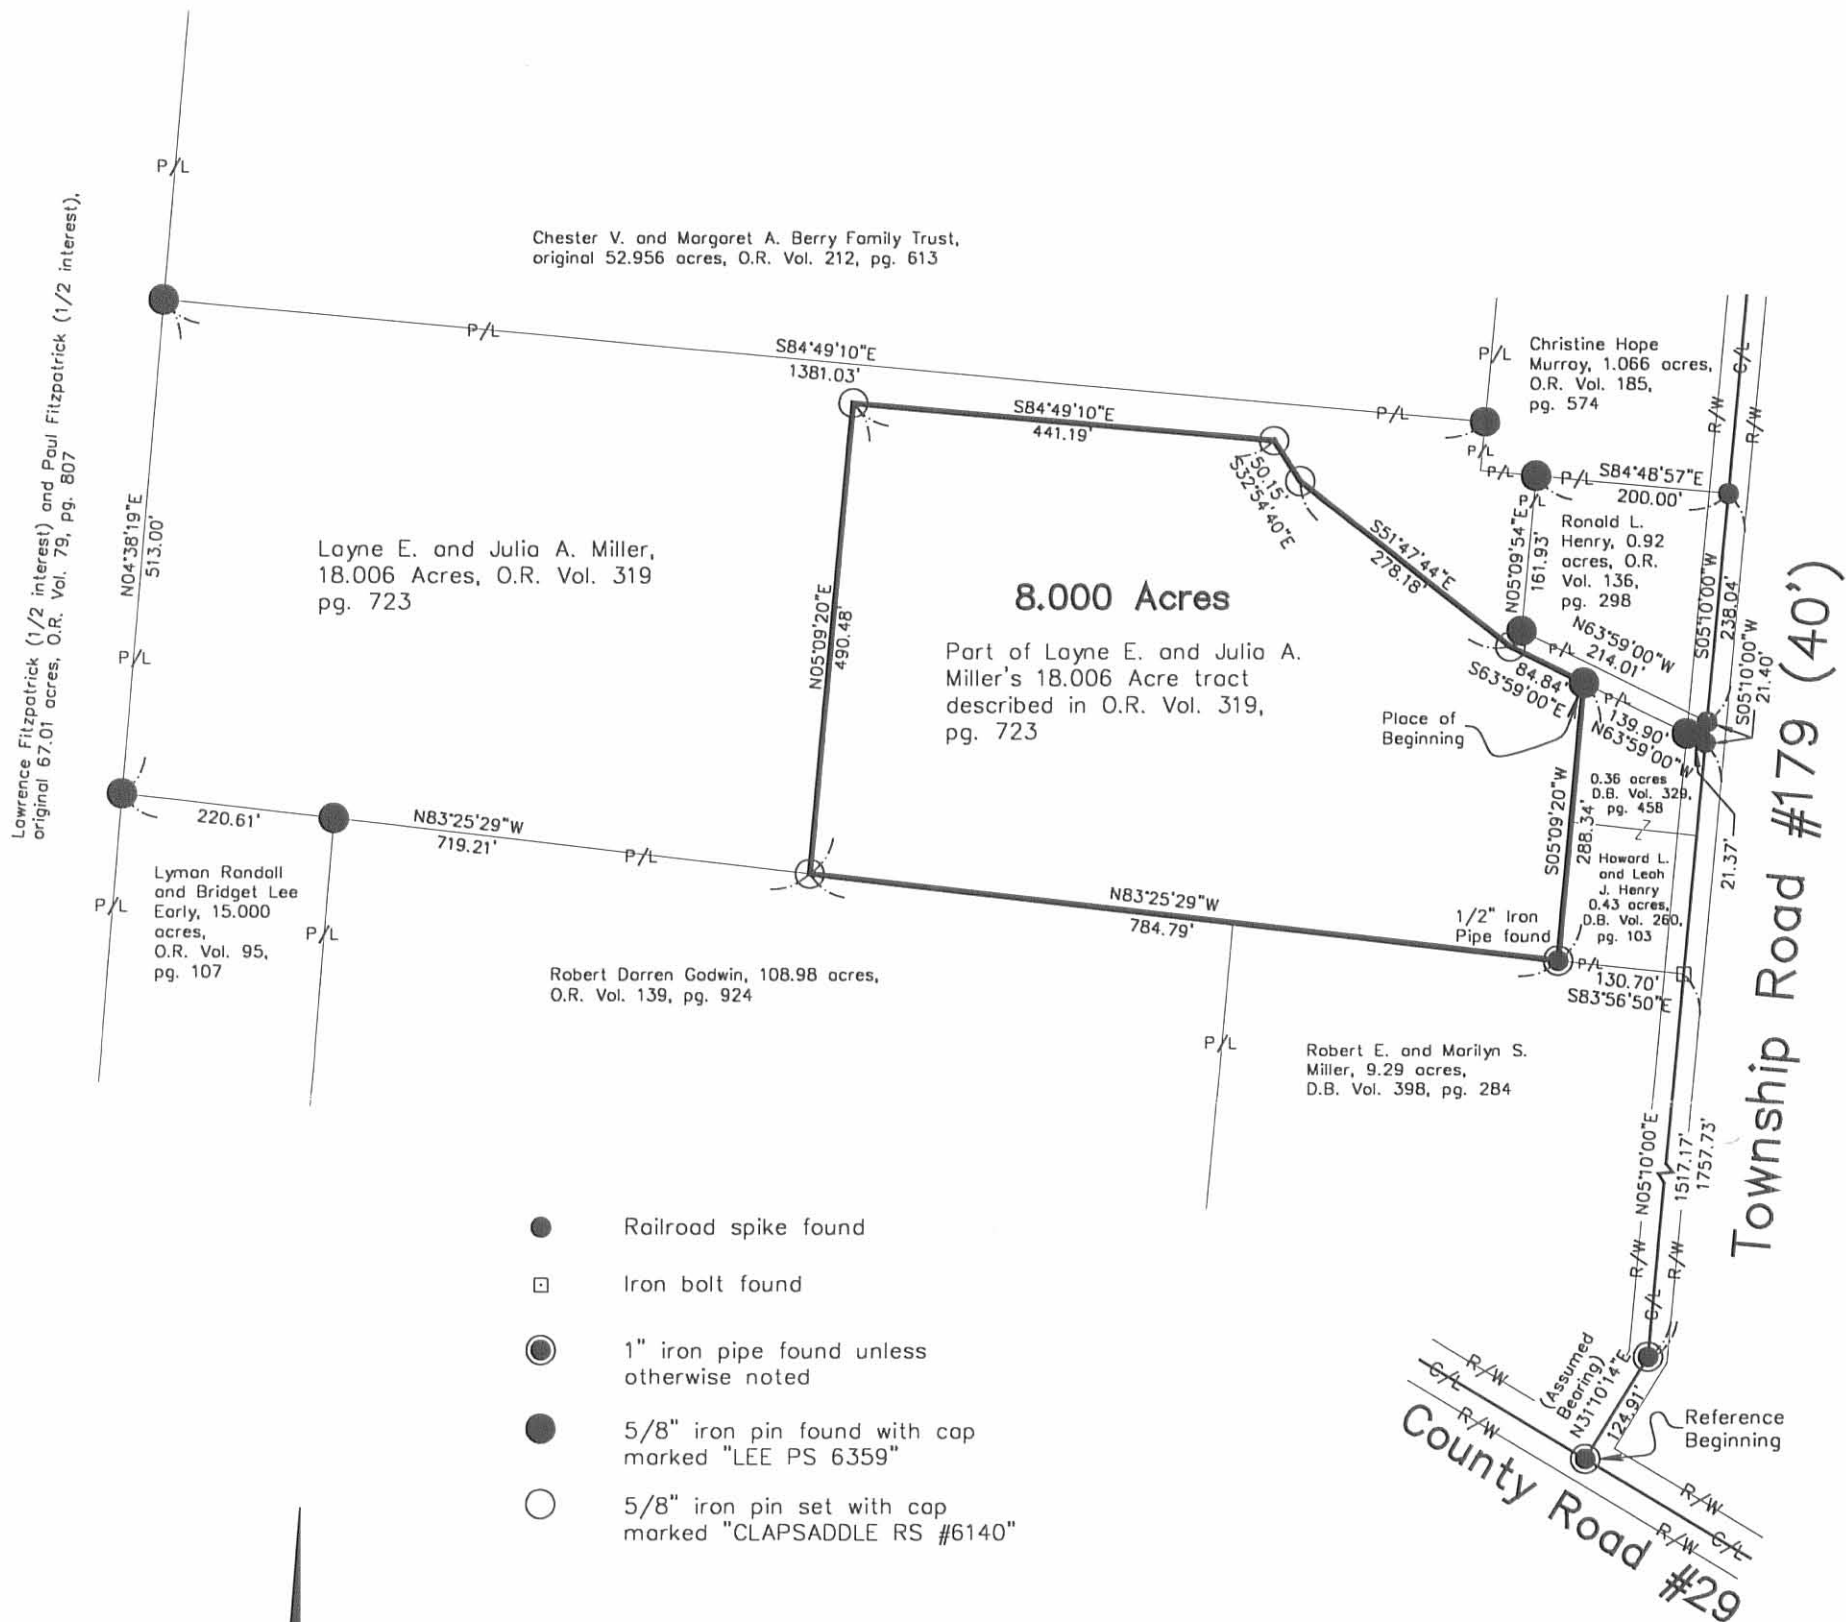 P/L
Lawrence Fitzpatrick (1/2 interest) and Paul Fitzpatrick (1/2 interest),
original 67.01 acres, O.R. Vol. 79, pg. 807
Chester V. and Margaret A. Berry Family Trust,
original 52.956 acres, O.R. Vol. 212, pg. 613
P/L
S84°49'10"E
1381.03'
P/L
P/L
Christine Hope
Murray, 1.066 acres,
O.R. Vol. 185,
pg. 574
R/W
C/L
R/W
S84°49'10"E
441.19'
P/L
P/L
P/L
S84°48'57"E
200.00'
50.15'
S32°54'40"E
N04°38'19"E
513.00'
P/L
Layne E. and Julia A. Miller,
18.006 Acres, O.R. Vol. 319
pg. 723
N05°09'20"E
490.48'
8.000 Acres
Part of Layne E. and Julia A.
Miller's 18.006 Acre tract
described in O.R. Vol. 319,
pg. 723
S51°47'44"E
278.18'
P/L
N05°09'54"E
161.93'
Ronald L.
Henry, 0.92
acres, O.R.
Vol. 136,
pg. 298
S05°10'00"W
238.04'
N63°59'00"W
P/L
214.01'
84.84'
S63°59'00"E
S05°10'00"W
21.40'
Place of
Beginning
P/L
139.90'
N63°59'00"W
0.36 acres
D.B. Vol. 329,
pg. 458
Z
S05°09'20"W
288.34'
Howard L.
and Leah
J. Henry
0.43 acres,
D.B. Vol. 260,
pg. 103
21.37'
Township Road #179 (40')
220.61'
N83°25'29"W
719.21'
P/L
N83°25'29"W
784.79'
1/2" Iron
Pipe found
P/L
130.70'
S83°56'50"E
P/L
Lyman Randall
and Bridget Lee
Early, 15.000
acres,
O.R. Vol. 95,
pg. 107
P/L
Robert Darren Godwin, 108.98 acres,
O.R. Vol. 139, pg. 924
P/L
Robert E. and Marilyn S.
Miller, 9.29 acres,
D.B. Vol. 398, pg. 284
N05°10'00"E
1517.17'
1757.73'
R/W
R/W
C/L
Railroad spike found
Iron bolt found
1" iron pipe found unless
otherwise noted
5/8" iron pin found with cap
marked "LEE PS 6359"
5/8" iron pin set with cap
marked "CLAPSADDLE RS #6140"
(Assumed
Bearing)
N31°10'14"E
124.91'
Reference
Beginning
R/W
C/L
R/W
R/W
C/L
R/W
County Road #29